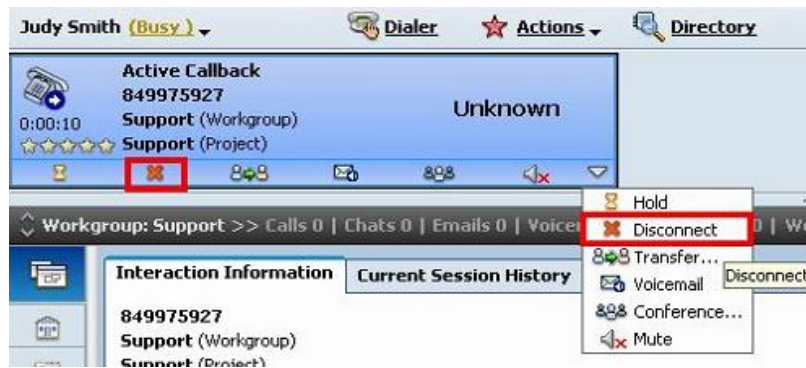 Judy Smith (Busy ) Dialer Actions Directory
Active Callback
849975927
Unknown
0:00:10 Support (Workgroup)
Support (Project)
Hold
Workgroup: Support >> Calls 0 | Chats 0 | Emails 0 |
Disconnect
Transfer...
Disconnect
Voicemail
Conference...
Mute
Interaction Information Current Session History
849975927
Support (Workgroup)
Support (Project)